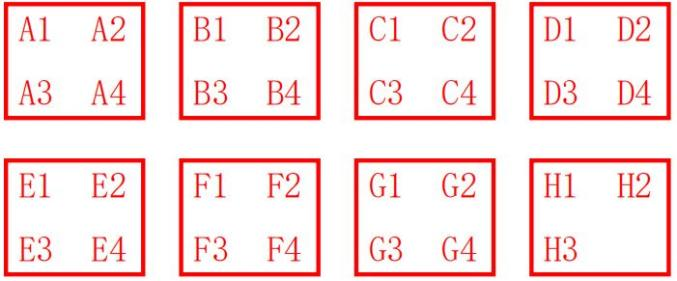 A1 A2 B1 B2 C1 C2 D1 D2
A3 A4 B3 B4 C3 C4 D3 D4
E1 E2 F1 F2 G1 G2 H1 H2
E3 E4 F3 F4 G3 G4 H3